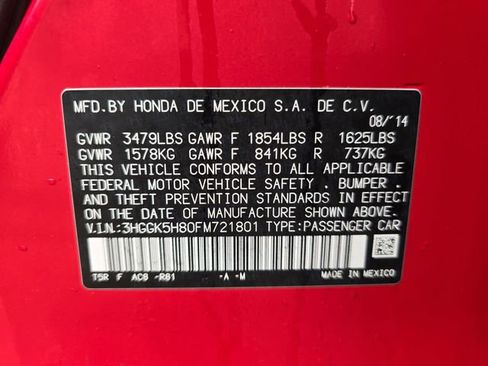 MFD.BY HONDA DE MEXICO S.A. DE C.V.
08/'14
GVWR 3479LBS GAWR F 1854LBS R 1625LBS
GVWR 1578KG GAWR F 841KG R 737KG
THIS VEHICLE CONFORMS TO ALL APPLICABLE
FEDERAL MOTOR VEHICLE SAFETY . BUMPER .
AND THEFT PREVENTION STANDARDS IN EFFECT
ON THE DATE OF MANUFACTURE SHOWN ABOVE.
V.I.N.:3HGGK5H80FM721801 TYPE:PASSENGER CAR
T5R F AC8 -R81 -A -M MADE IN MEXICO